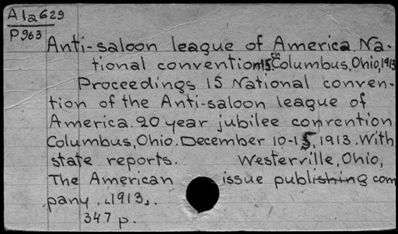 A1a629
P963
Anti-saloon league of America. Na-
tional convention. 15th, Columbus, Ohio, 1913
Proceedings 15 National conven-
tion of the Anti-saloon league of
America. 20 year jubilee convention
Columbus, Ohio. December 10-15, 1913. With
state reports. Westerville, Ohio,
The American issue publishing com
pany. ⌞1913⌟.
347 p.